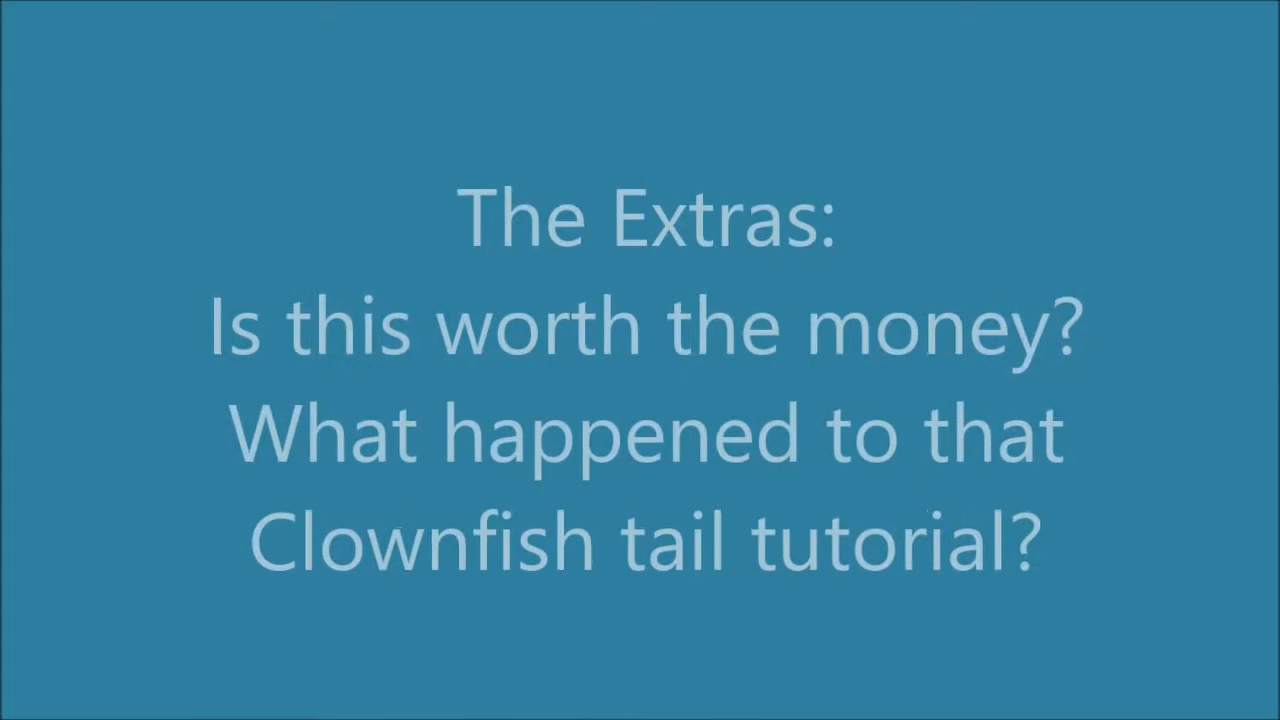 The Extras:
Is this worth the money?
What happened to that
Clownfish tail tutorial?